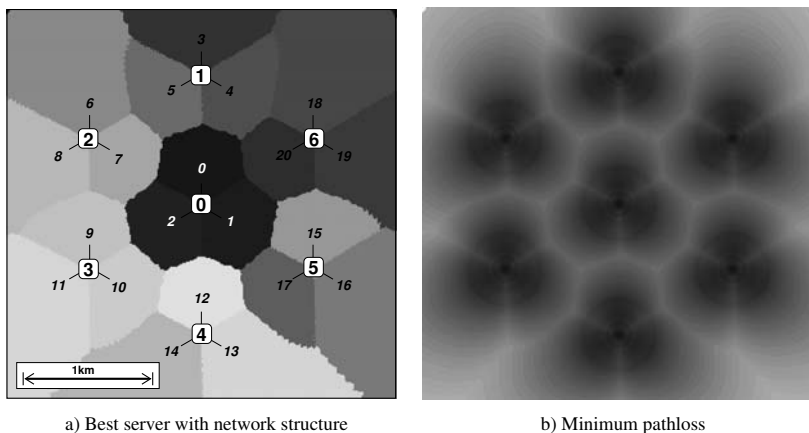 3
1
5 4
6 18
2 6
8 7 20 19
0
0
2 1
9 15
3 5
11 10 17 16
12
4
14 13
1km
a) Best server with network structure
b) Minimum pathloss